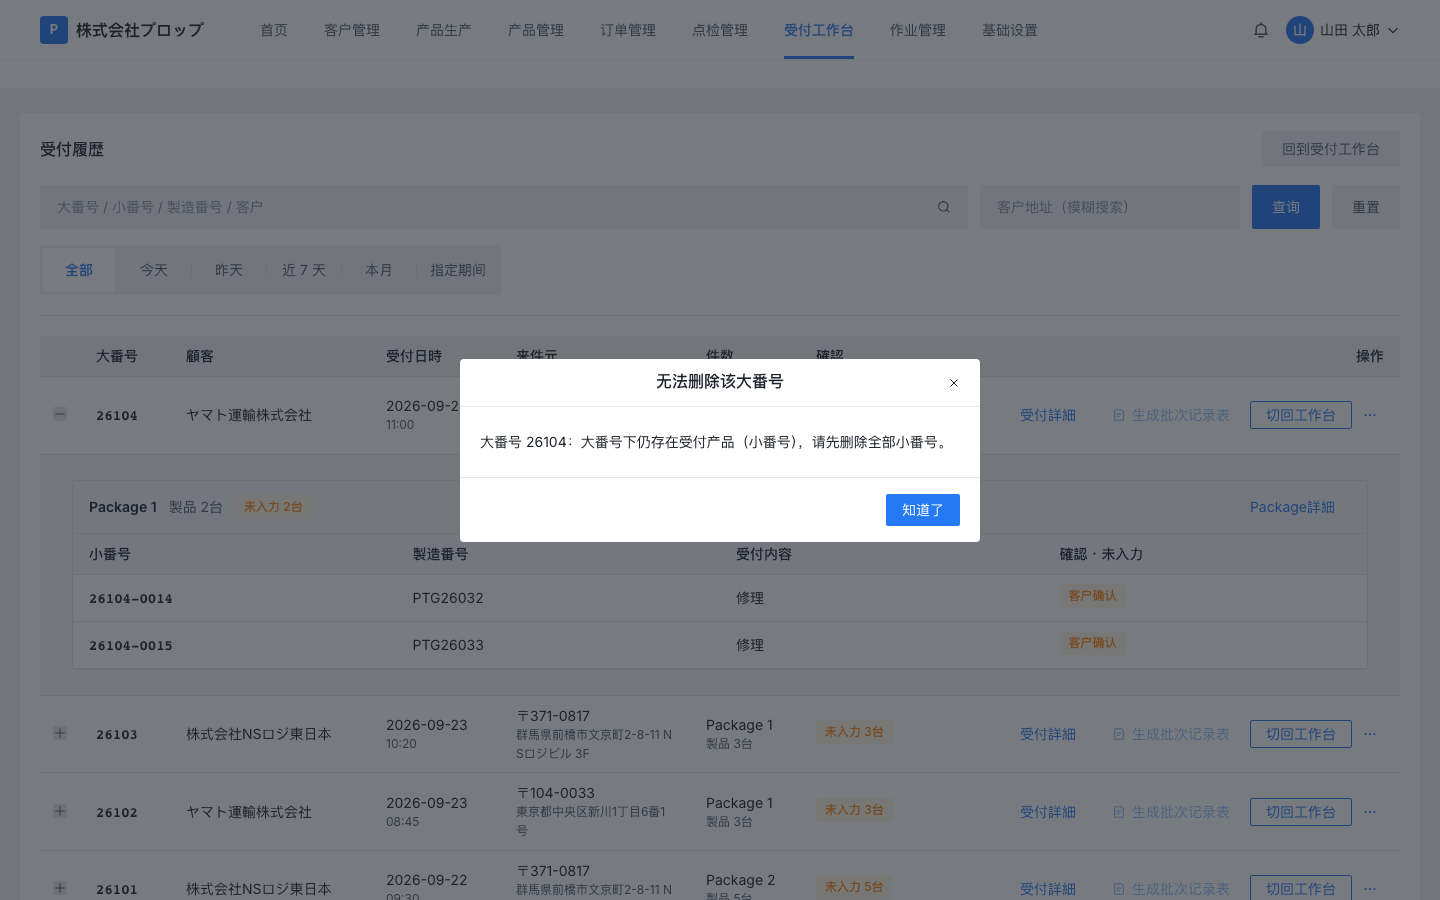 P 株式会社プロップ 首页 客户管理 产品生产 产品管理 订单管理 点检管理 受付工作台 作业管理 基础设置 山 山田 太郎
受付履歴 回到受付工作台
大番号 / 小番号 / 製造番号 / 客户 客户地址（模糊搜索） 查询 重置
全部 今天 昨天 近 7 天 本月 指定期间
大番号 顧客 受付日時 来件元 件数 確認 操作
26104 ヤマト運輸株式会社 2026-09-2 受付詳細 生成批次记录表 切回工作台 ...
11:00
无法删除该大番号
大番号 26104：大番号下仍存在受付产品（小番号），请先删除全部小番号。
知道了
Package 1 製品 2台 未入力 2台 Package詳細
小番号 製造番号 受付内容 確認・未入力
26104-0014 PTG26032 修理 客户确认
26104-0015 PTG26033 修理 客户确认
26103 株式会社NSロジ東日本 2026-09-23 〒371-0817 Package 1 未入力 3台 受付詳細 生成批次记录表 切回工作台 ...
10:20 群馬県前橋市文京町2-8-11 N 製品 3台
Sロジビル 3F
26102 ヤマト運輸株式会社 2026-09-23 〒104-0033 Package 1 未入力 3台 受付詳細 生成批次记录表 切回工作台 ...
08:45 東京都中央区新川1丁目6番1 製品 3台
号
26101 株式会社NSロジ東日本 2026-09-22 〒371-0817 Package 2 未入力 5台 受付詳細 生成批次记录表 切回工作台 ...
09:30 群馬県前橋市文京町2-8-11 N 製品 5台